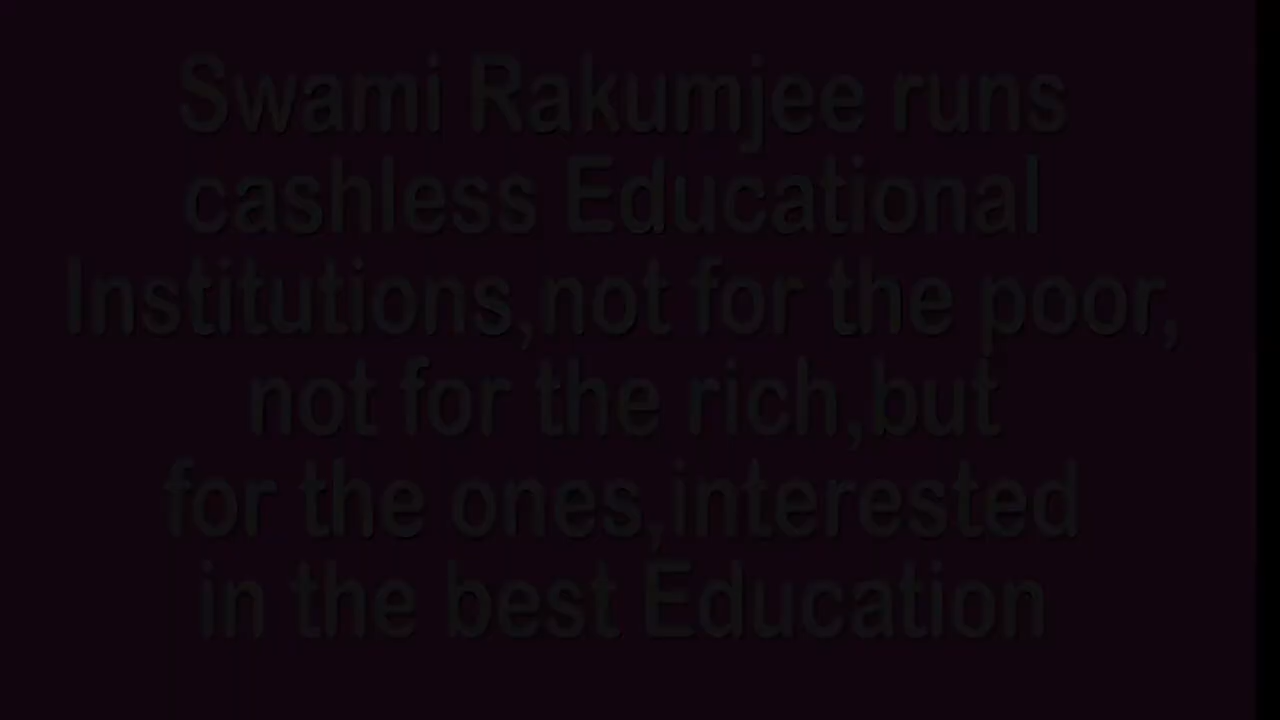 Swami Rakumjee runs
cashless Educational
Institutions,not for the poor,
not for the rich,but
for the ones,interested
in the best Education